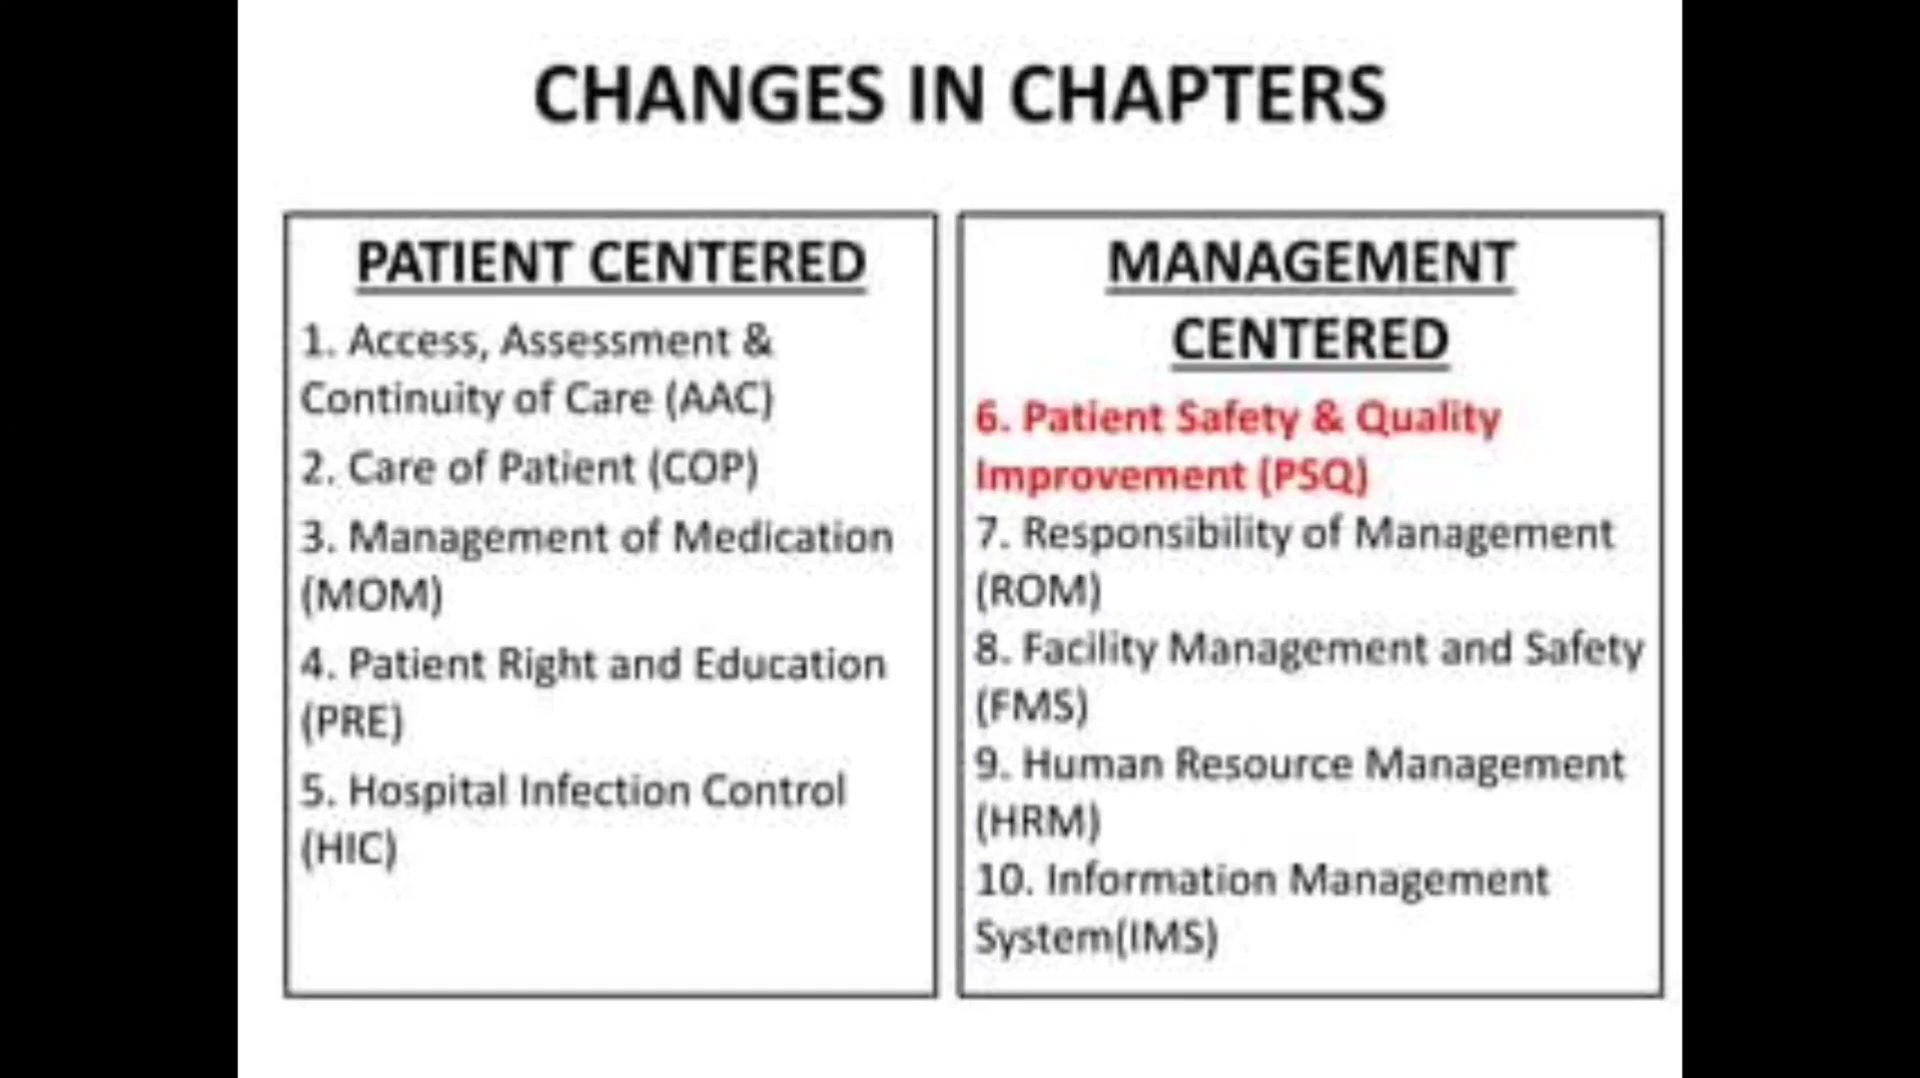 CHANGES IN CHAPTERS
PATIENT CENTERED
1. Access, Assessment &
Continuity of Care (AAC)
2. Care of Patient (COP)
3. Management of Medication
(MOM)
4. Patient Right and Education
(PRE)
5. Hospital Infection Control
(HIC)
MANAGEMENT
CENTERED
6. Patient Safety & Quality
Improvement (PSQ)
7. Responsibility of Management
(ROM)
8. Facility Management and Safety
(FMS)
9. Human Resource Management
(HRM)
10. Information Management
System(IMS)